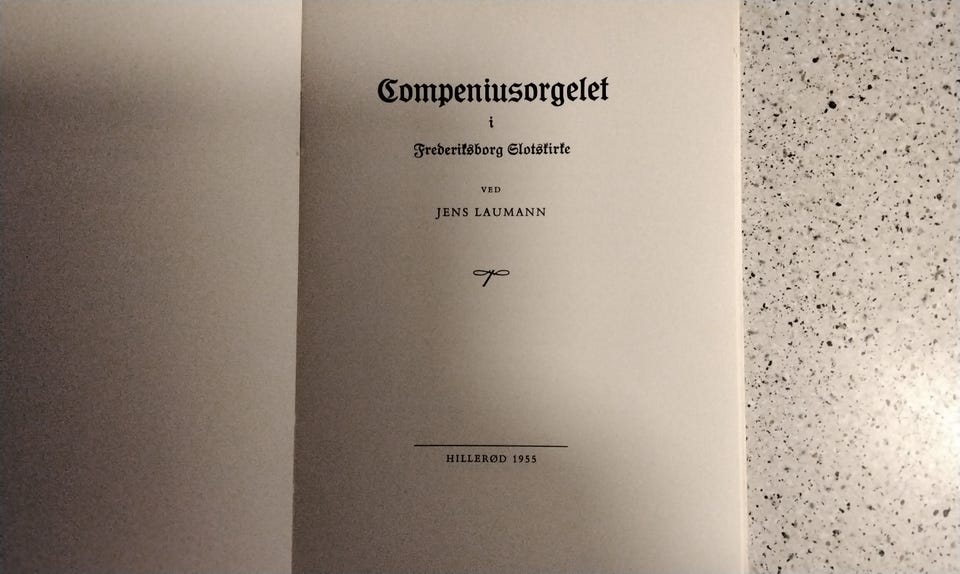 Compeniusorgelet
i
Frederiksborg Slotskirke
VED
JENS LAUMANN
HILLERØD 1955